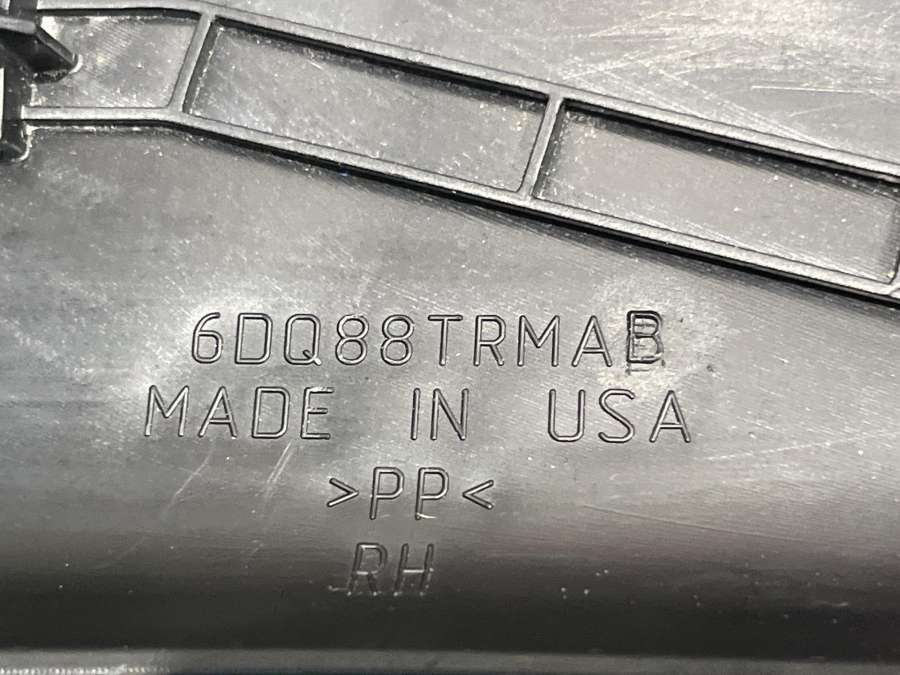 6DQ88TRMAB
MADE IN USA
>PP<
RH